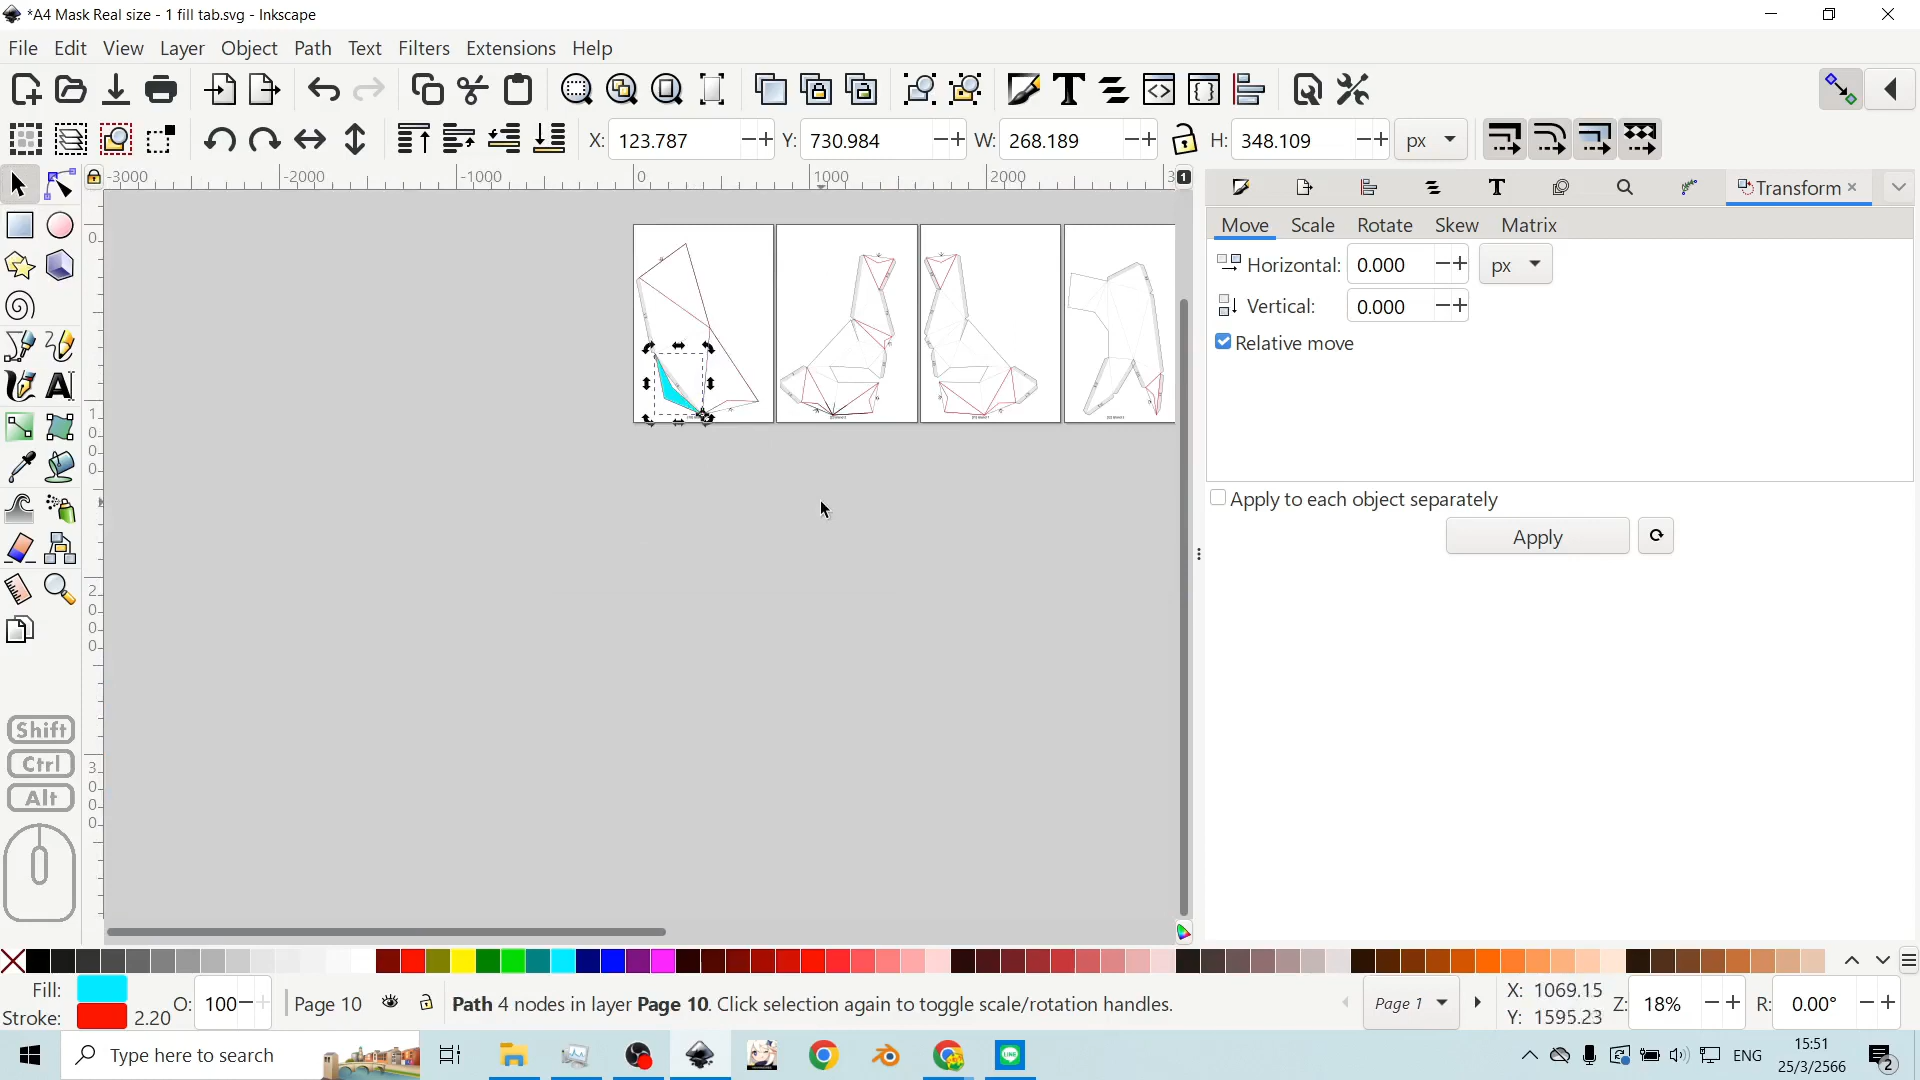 *A4 Mask Real size - 1 fill tab.svg - Inkscape
File Edit View Layer Object Path Text Filters Extensions Help
X: 123.787 Y: 730.984 W: 268.189 H: 348.109 px
-3000 -2000 -1000 0 1000 2000 3
1
Transform
Move Scale Rotate Skew Matrix
Horizontal: 0.000 px
Vertical: 0.000
Relative move
Apply to each object separately
Apply
Shift
Ctrl
Alt
Fill:
Stroke: 2.20
O: 100
Page 10
Path 4 nodes in layer Page 10. Click selection again to toggle scale/rotation handles.
Page 1
X: 1069.15
Y: 1595.23
Z: 18%
R: 0.00°
Type here to search
LINE
ENG
15:51
25/3/2566
2